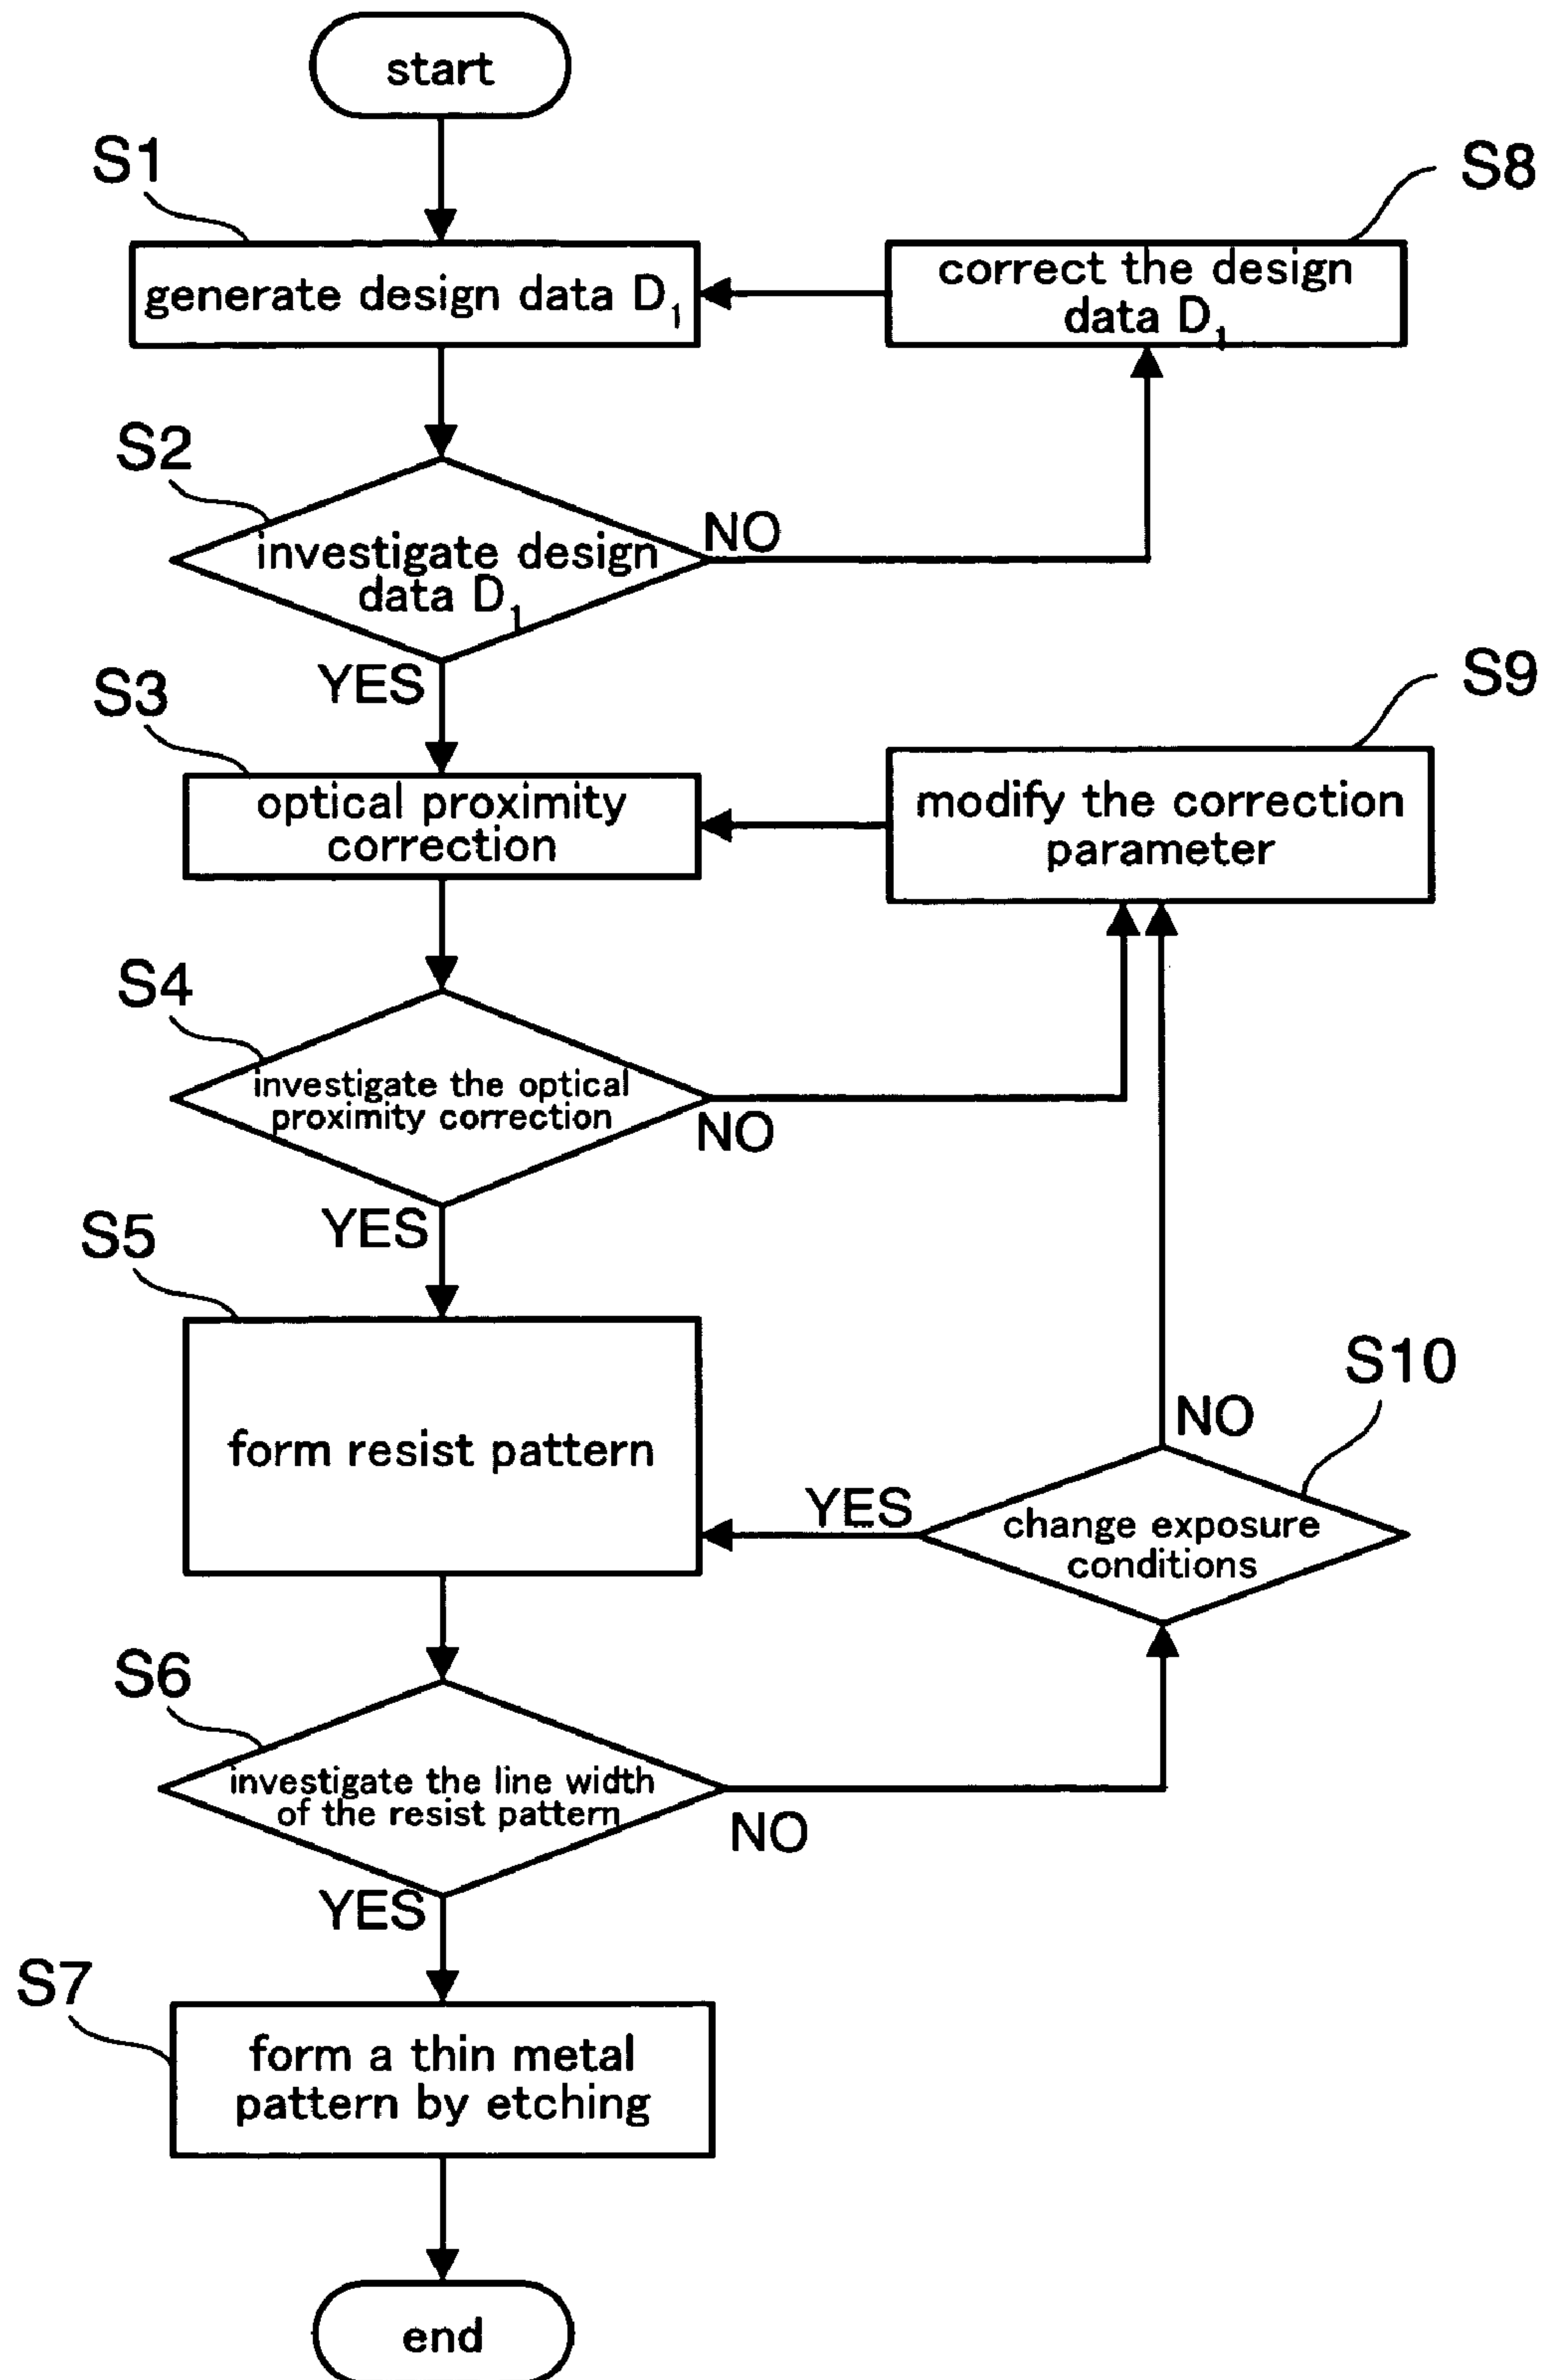 start
S1
S8
generate design data D₁
correct the design
data D₁
S2
NO
investigate design
data D₁
YES
S3
S9
optical proximity
correction
modify the correction
parameter
S4
investigate the optical
proximity correction
NO
YES
S5
S10
NO
form resist pattern
YES
change exposure
conditions
S6
investigate the line width
of the resist pattern
NO
YES
S7
form a thin metal
pattern by etching
end